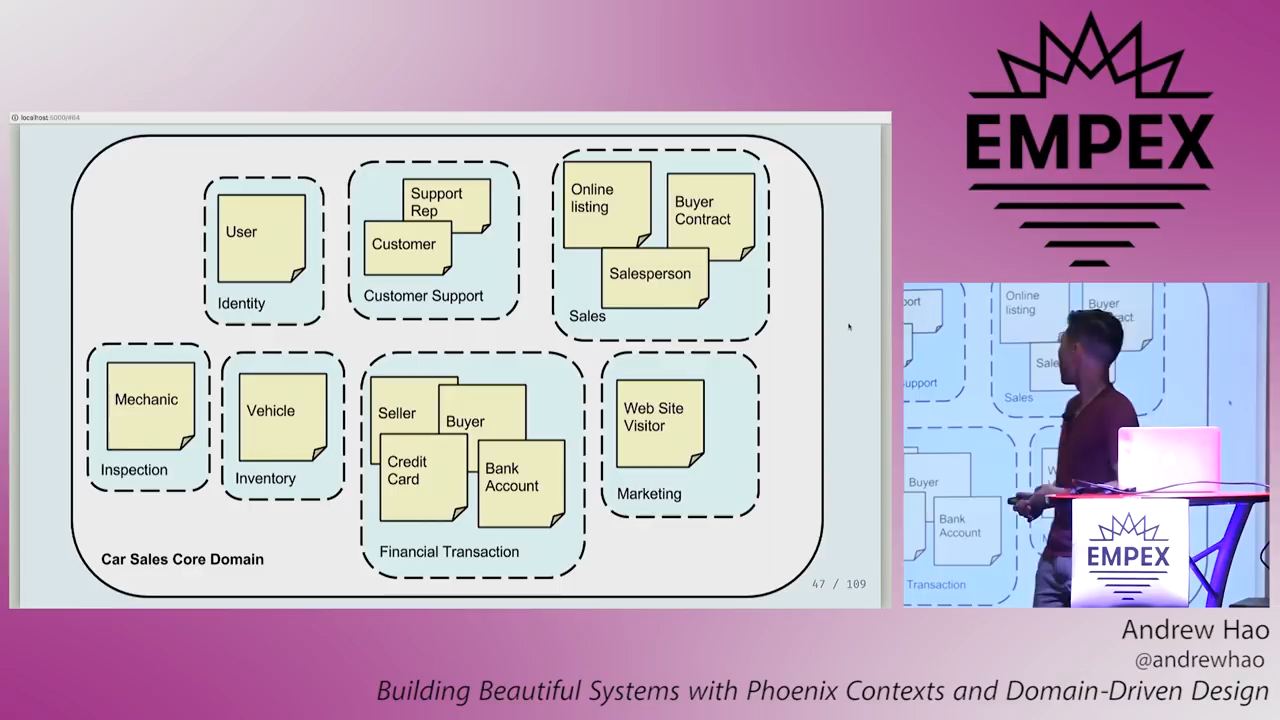 localhost:5000/#64
User
Identity
Support
Rep
Customer
Customer Support
Online
listing
Buyer
Contract
Salesperson
Sales
Mechanic
Inspection
Vehicle
Inventory
Seller
Buyer
Credit
Card
Bank
Account
Financial Transaction
Web Site
Visitor
Marketing
Car Sales Core Domain
47 / 109
EMPEX
Online
listing
Buyer
Sales
Buyer
Bank
Account
Transaction
EMPEX
Andrew Hao
@andrewhao
Building Beautiful Systems with Phoenix Contexts and Domain-Driven Design